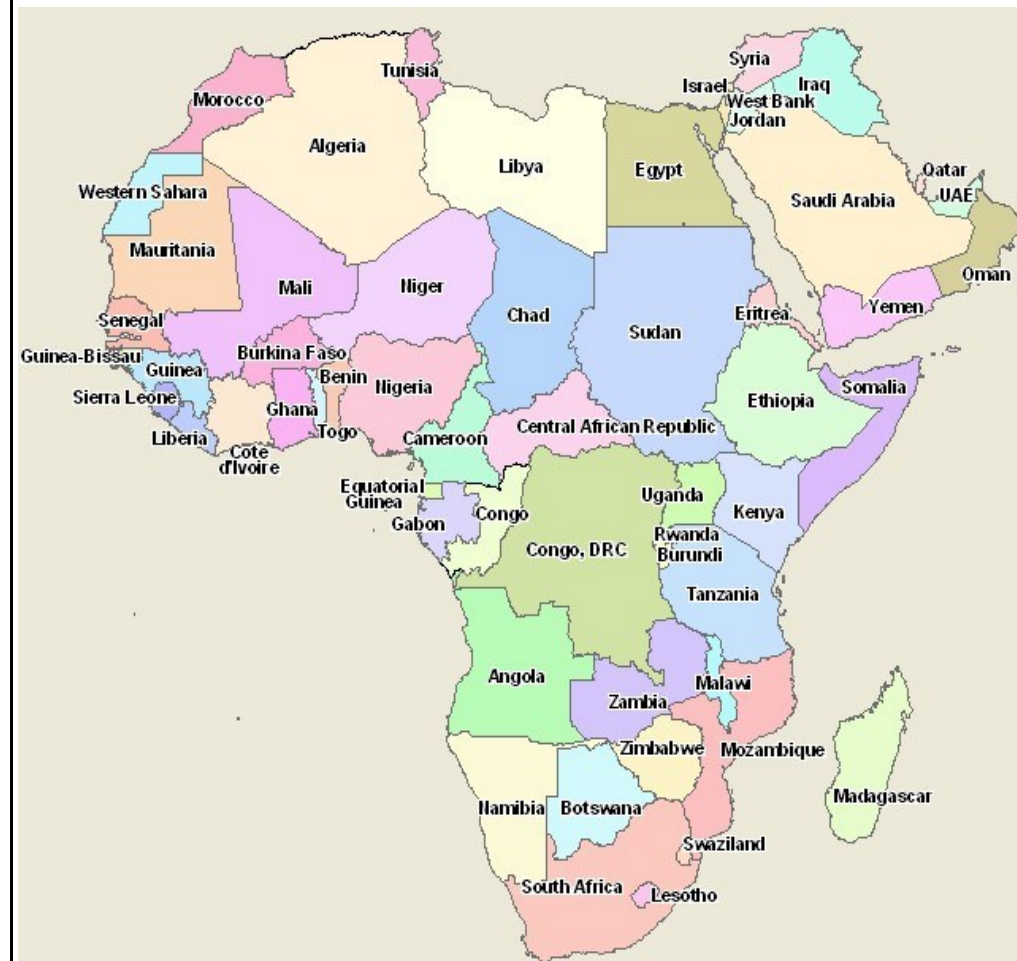 Syria
Tunisia
Iraq
Israel
Morocco
West Bank
Jordan
Algeria
Libya
Egypt
Qatar
Western Sahara
UAE
Saudi Arabia
Mauritania
Oman
Mali
Niger
Yemen
Chad
Eritrea
Senegal
Sudan
Guinea-Bissau
Burkina Faso
Guinea
Benin
Nigeria
Somalia
Sierra Leone
Ghana
Ethiopia
Togo
Central African Republic
Liberia
Cameroon
Cote
d'Ivoire
Equatorial
Guinea
Uganda
Kenya
Gabon
Congo
Rwanda
Congo, DRC
Burundi
Tanzania
Angola
Malawi
Zambia
Zimbabwe
Mozambique
Namibia
Botswana
Madagascar
Swaziland
South Africa
Lesotho